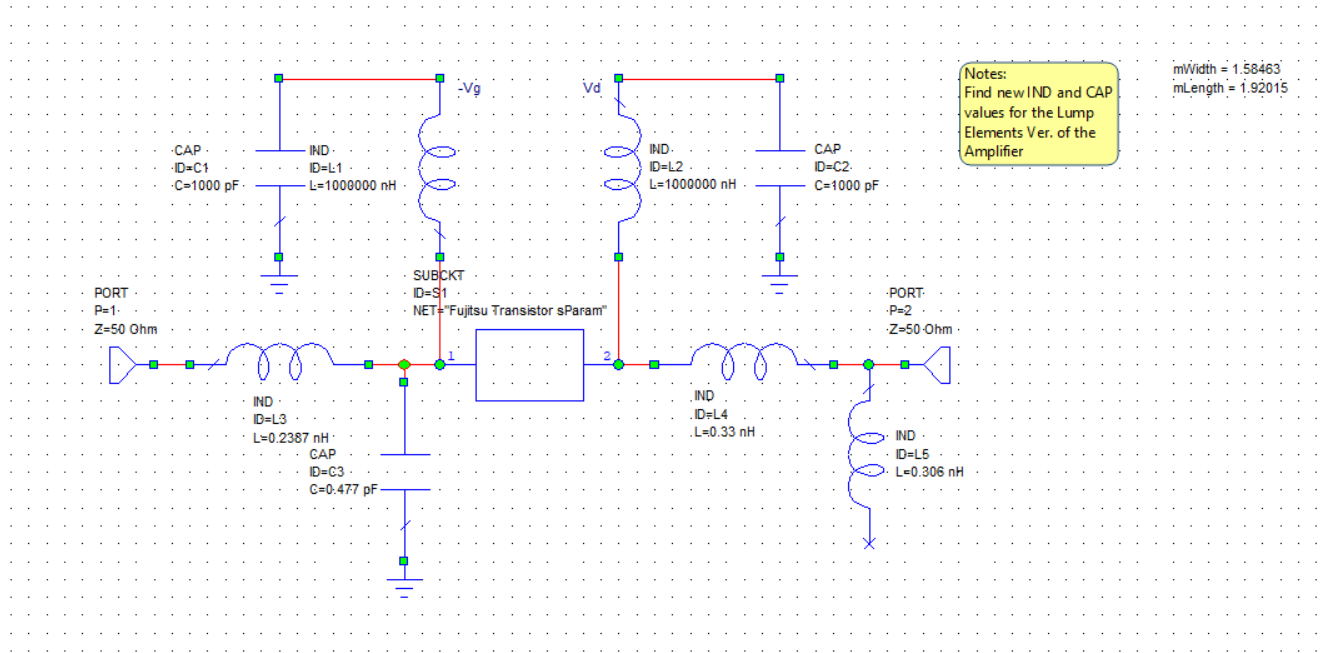 -Vg
Vd
Notes:
Find new IND and CAP
values for the Lump
Elements Ver. of the
Amplifier
mWidth = 1.58463
mLength = 1.92015
CAP
ID=C1
C=1000 pF
IND
ID=L1
L=1000000 nH
IND
ID=L2
L=1000000 nH
CAP
ID=C2
C=1000 pF
SUBCKT
ID=S1
NET="Fujitsu Transistor sParam"
PORT
P=1
Z=50 Ohm
PORT
P=2
Z=50 Ohm
1
2
IND
ID=L3
L=0.2387 nH
CAP
ID=C3
C=0.477 pF
IND
ID=L4
L=0.33 nH
IND
ID=L5
L=0.306 nH